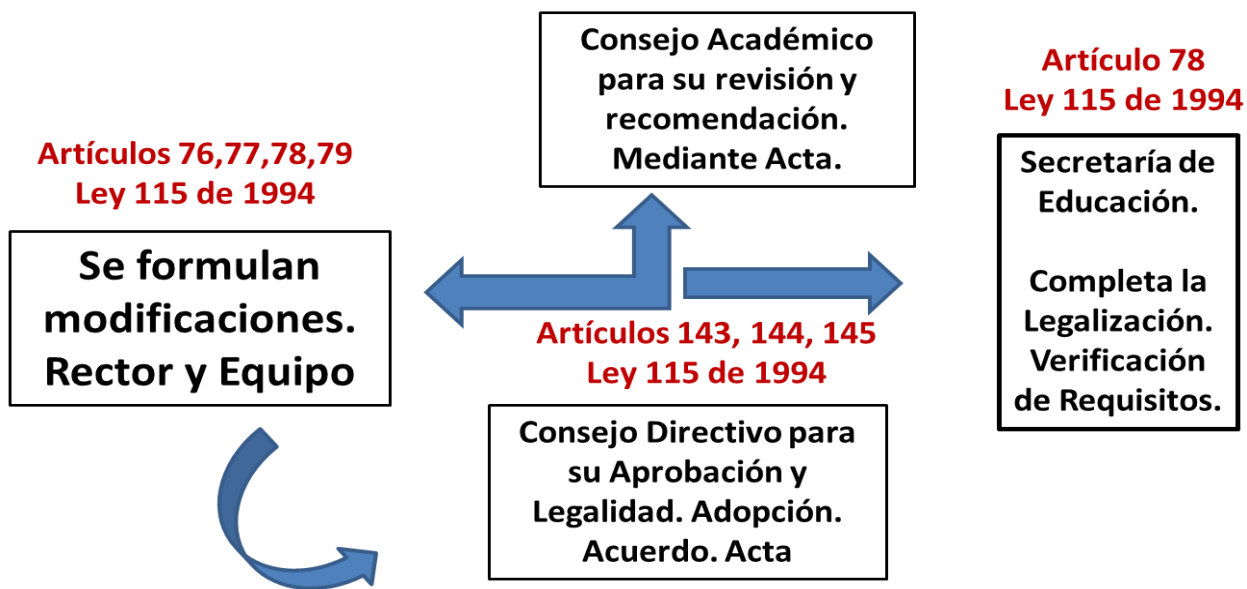 Artículos 76,77,78,79
Ley 115 de 1994
Se formulan
modificaciones.
Rector y Equipo
Consejo Académico
para su revisión y
recomendación.
Mediante Acta.
Artículos 143, 144, 145
Ley 115 de 1994
Consejo Directivo para
su Aprobación y
Legalidad. Adopción.
Acuerdo. Acta
Artículo 78
Ley 115 de 1994
Secretaría de
Educación.
Completa la
Legalización.
Verificación
de Requisitos.